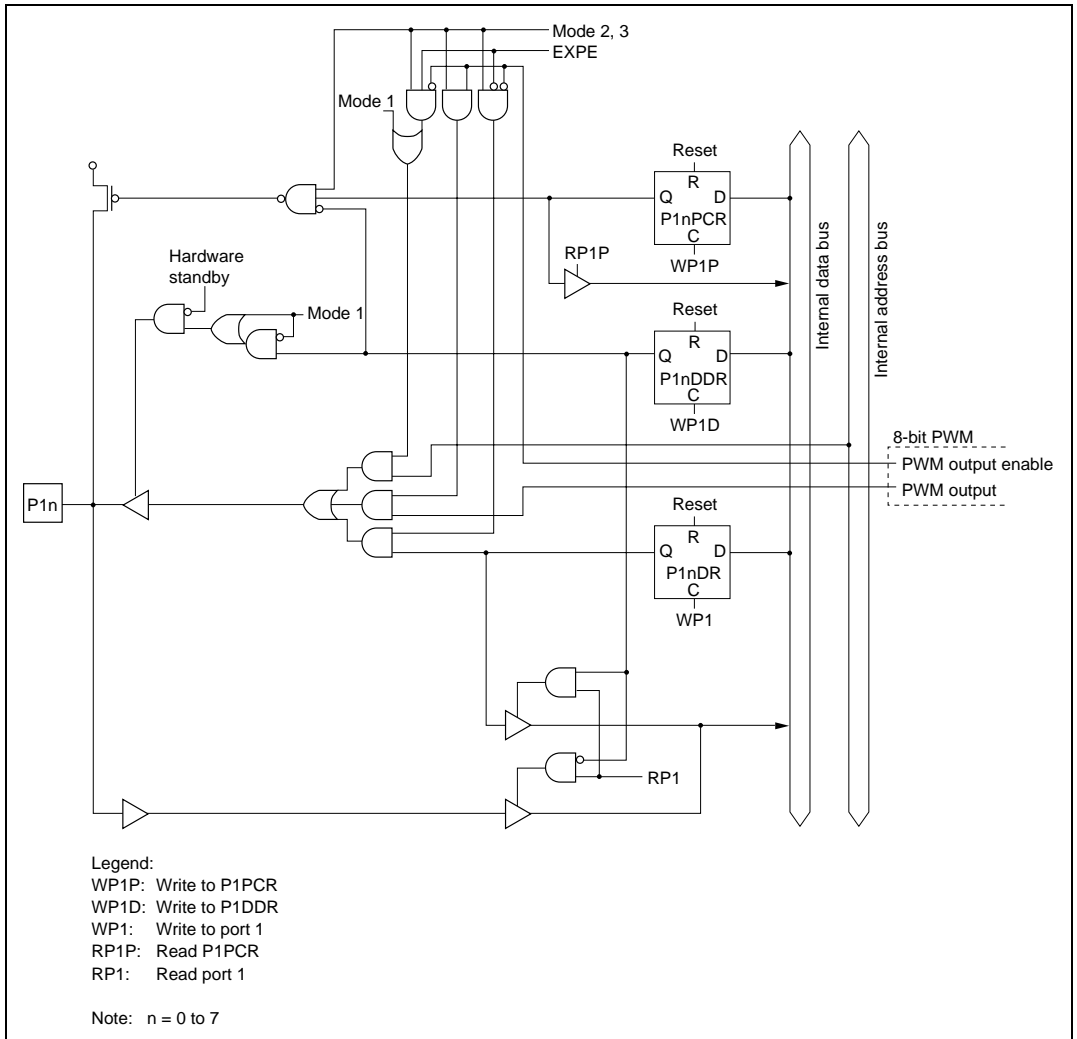 Mode 2, 3
EXPE
Mode 1
Reset
R
Q D
P1nPCR
C
WP1P
RP1P
Hardware
standby
Mode 1
Reset
R
Q D
P1nDDR
C
WP1D
Internal data bus
Internal address bus
8-bit PWM
PWM output enable
PWM output
P1n
Reset
R
Q D
P1nDR
C
WP1
RP1
Legend:
WP1P: Write to P1PCR
WP1D: Write to P1DDR
WP1: Write to port 1
RP1P: Read P1PCR
RP1: Read port 1
Note: n = 0 to 7